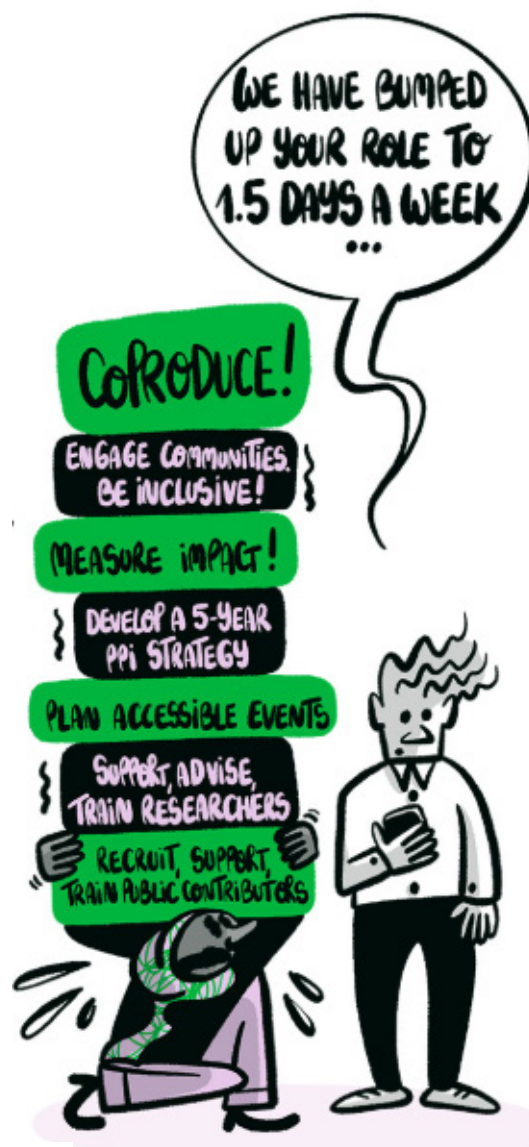 WE HAVE BUMPED
UP YOUR ROLE TO
1.5 DAYS A WEEK
...
COPRODUCE!
ENGAGE COMMUNITIES.
BE INCLUSIVE!
MEASURE IMPACT!
DEVELOP A 5-YEAR
PPI STRATEGY
PLAN ACCESSIBLE EVENTS
SUPPORT, ADVISE,
TRAIN RESEARCHERS
RECRUIT, SUPPORT,
TRAIN PUBLIC CONTRIBUTORS